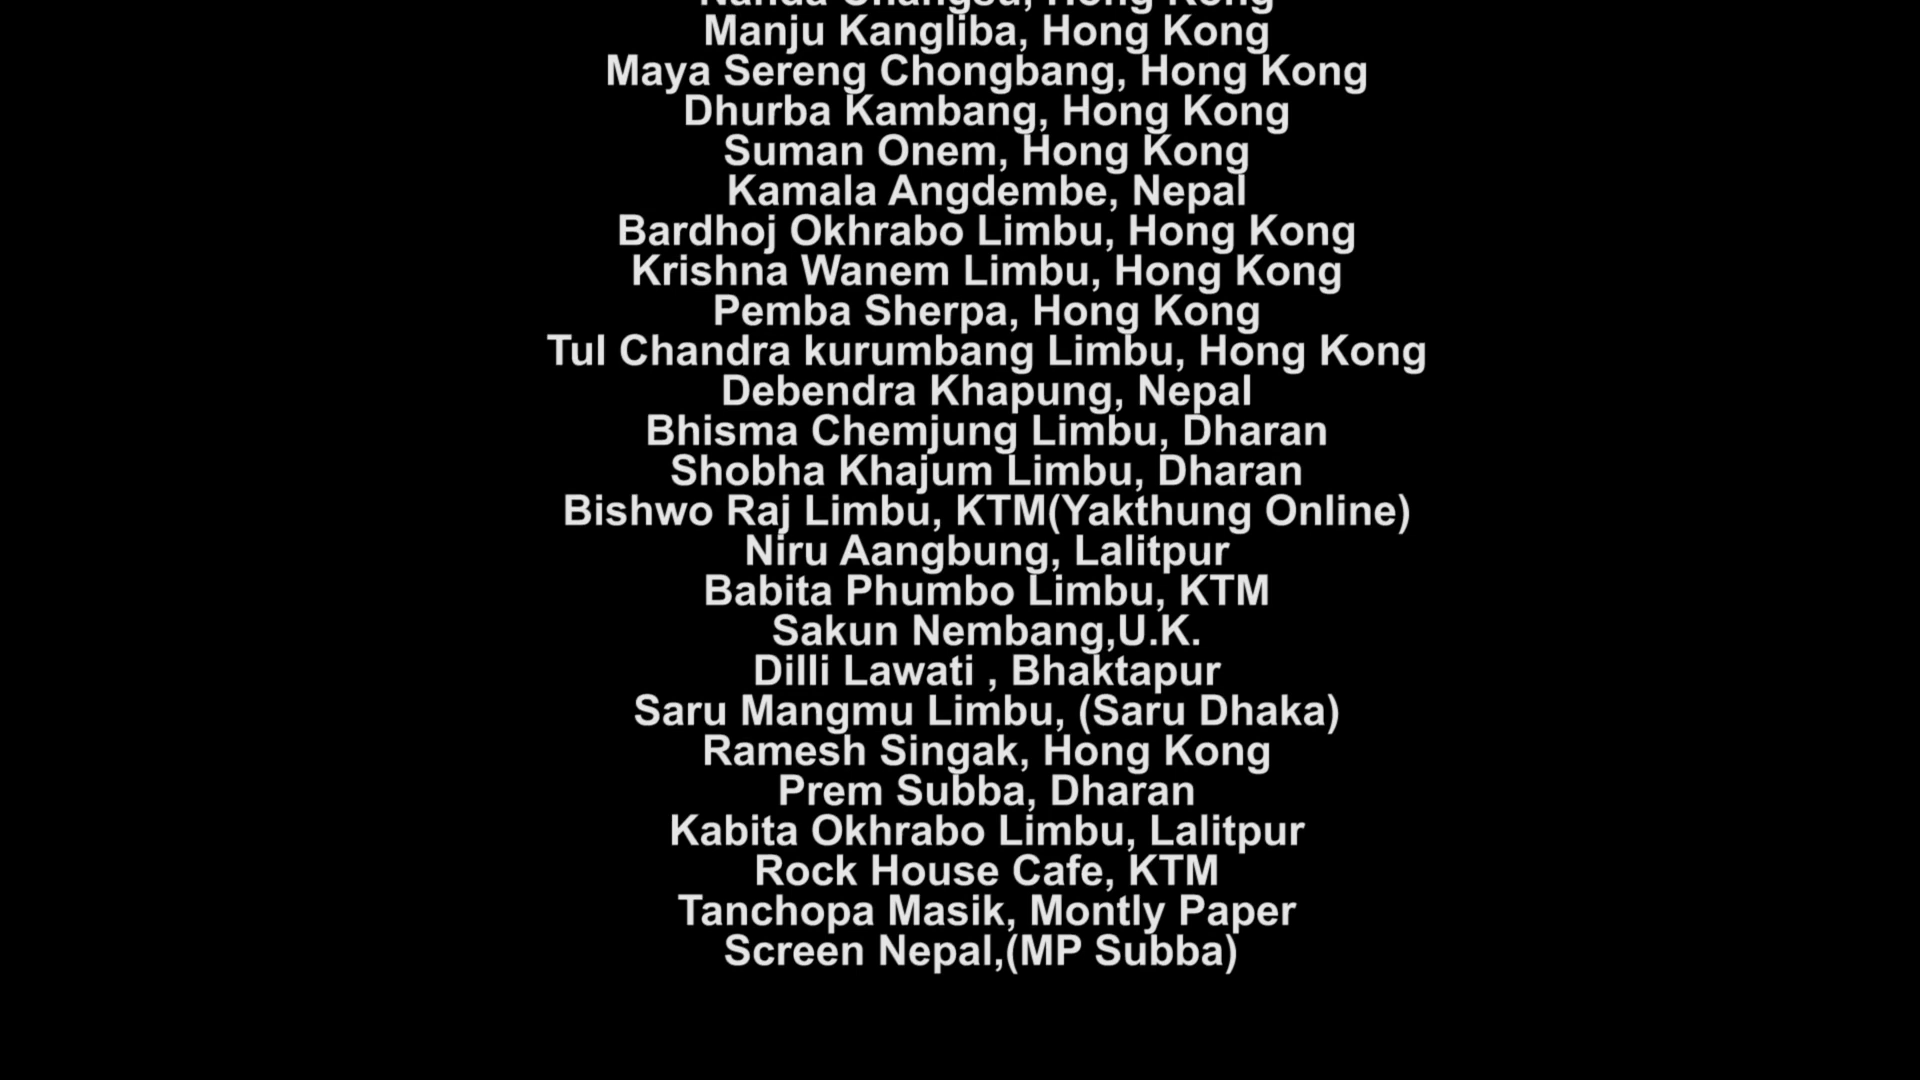 Nanda Changsu, Hong Kong
Manju Kangliba, Hong Kong
Maya Sereng Chongbang, Hong Kong
Dhurba Kambang, Hong Kong
Suman Onem, Hong Kong
Kamala Angdembe, Nepal
Bardhoj Okhrabo Limbu, Hong Kong
Krishna Wanem Limbu, Hong Kong
Pemba Sherpa, Hong Kong
Tul Chandra kurumbang Limbu, Hong Kong
Debendra Khapung, Nepal
Bhisma Chemjung Limbu, Dharan
Shobha Khajum Limbu, Dharan
Bishwo Raj Limbu, KTM(Yakthung Online)
Niru Aangbung, Lalitpur
Babita Phumbo Limbu, KTM
Sakun Nembang,U.K.
Dilli Lawati , Bhaktapur
Saru Mangmu Limbu, (Saru Dhaka)
Ramesh Singak, Hong Kong
Prem Subba, Dharan
Kabita Okhrabo Limbu, Lalitpur
Rock House Cafe, KTM
Tanchopa Masik, Montly Paper
Screen Nepal,(MP Subba)